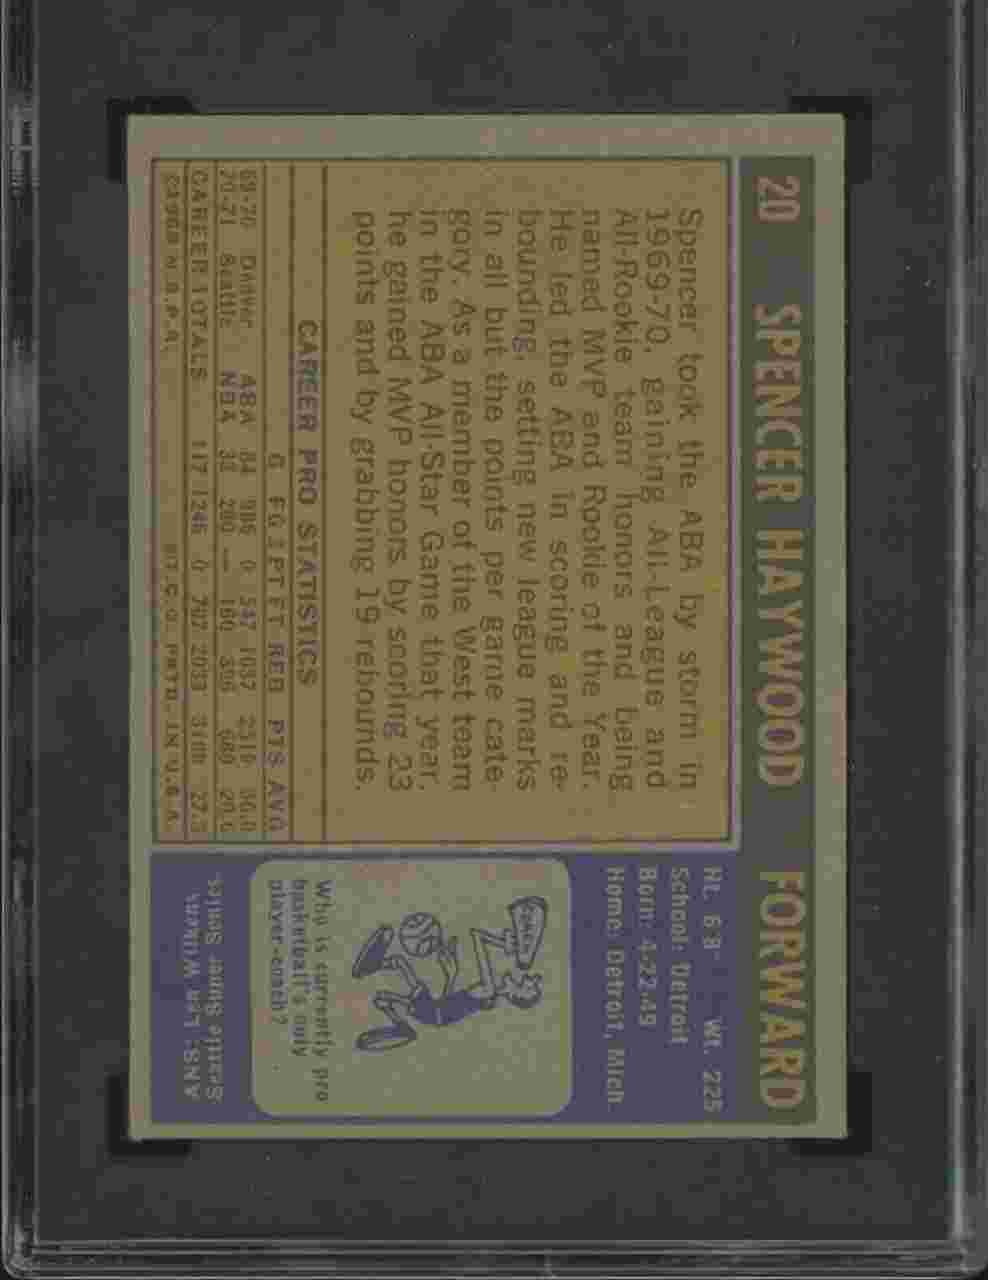 20 SPENCER HAYWOOD FORWARD
Spencer took the ABA by storm in
1969-70, gaining All-League and
All-Rookie team honors and being
named MVP and Rookie of the Year.
He led the ABA in scoring and re-
bounding, setting new league marks
in all but the points per game cate-
gory. As a member of the West team
in the ABA All-Star Game that year,
he gained MVP honors by scoring 23
points and by grabbing 19 rebounds.
CAREER PRO STATISTICS
G FG 3PT FT REB PTS AVG
69-70 Denver ABA 84 986 0 547 1637 2519 30.0
70-71 Seattle NBA 33 260 — 160 396 680 20.6
CAREER TOTALS 117 1246 0 707 2033 3199 27.3
©1968 N.B.P.A. ©T.C.G. PRTD. IN U.S.A.
Ht. 6'8" Wt. 225
School: Detroit
Born: 4-22-49
Home: Detroit, Mich.
Who is currently pro
basketball's only
player-coach?
ANS: Len Wilkens
Seattle Super Sonics